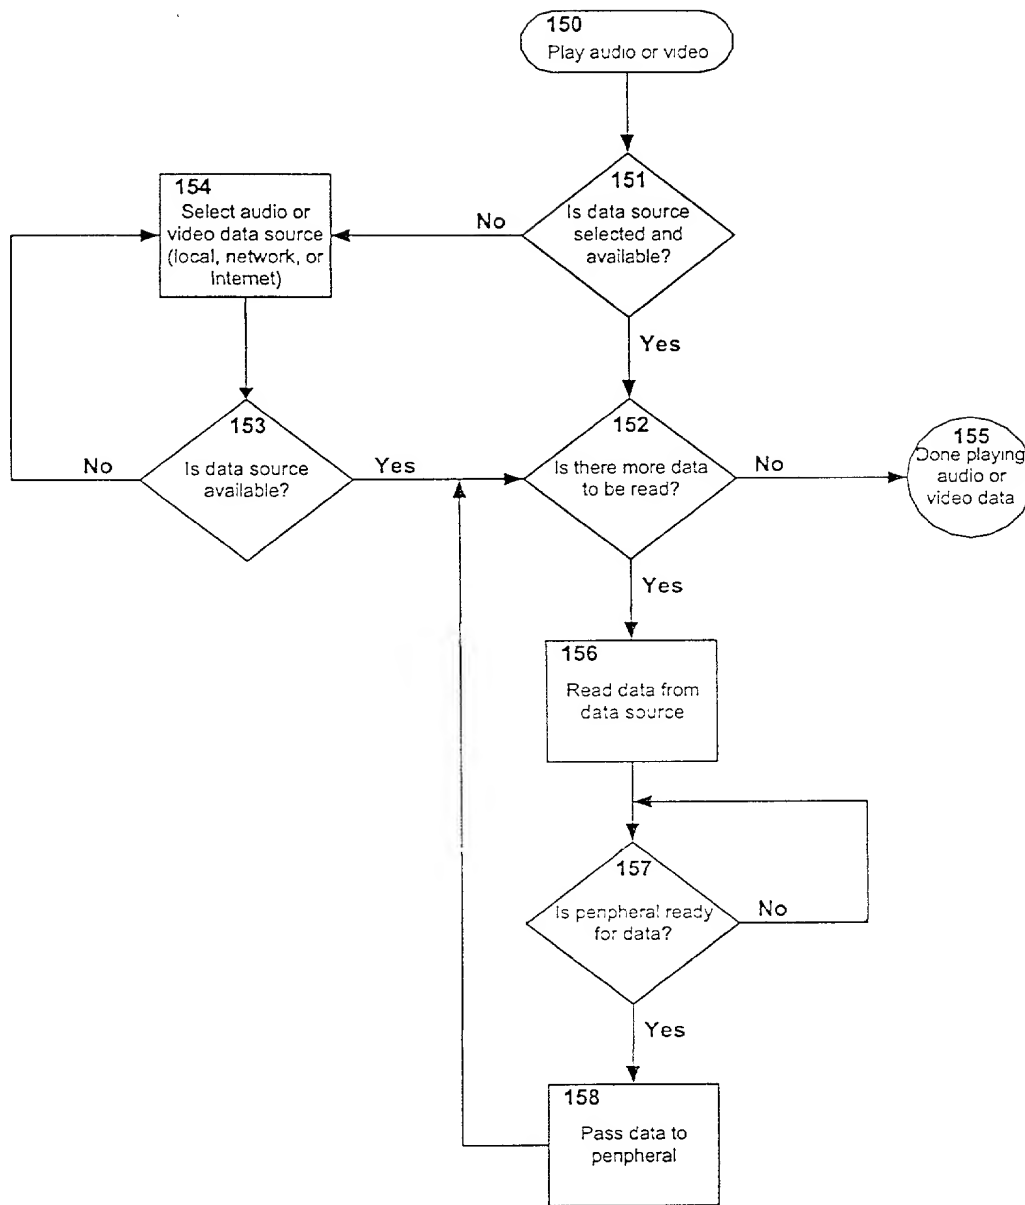 150
Play audio or video
151
Is data source
selected and
available?
No
Yes
154
Select audio or
video data source
(local, network, or
Internet)
153
Is data source
available?
No
Yes
152
Is there more data
to be read?
No
Yes
155
Done playing
audio or
video data
156
Read data from
data source
157
Is peripheral ready
for data?
No
Yes
158
Pass data to
peripheral